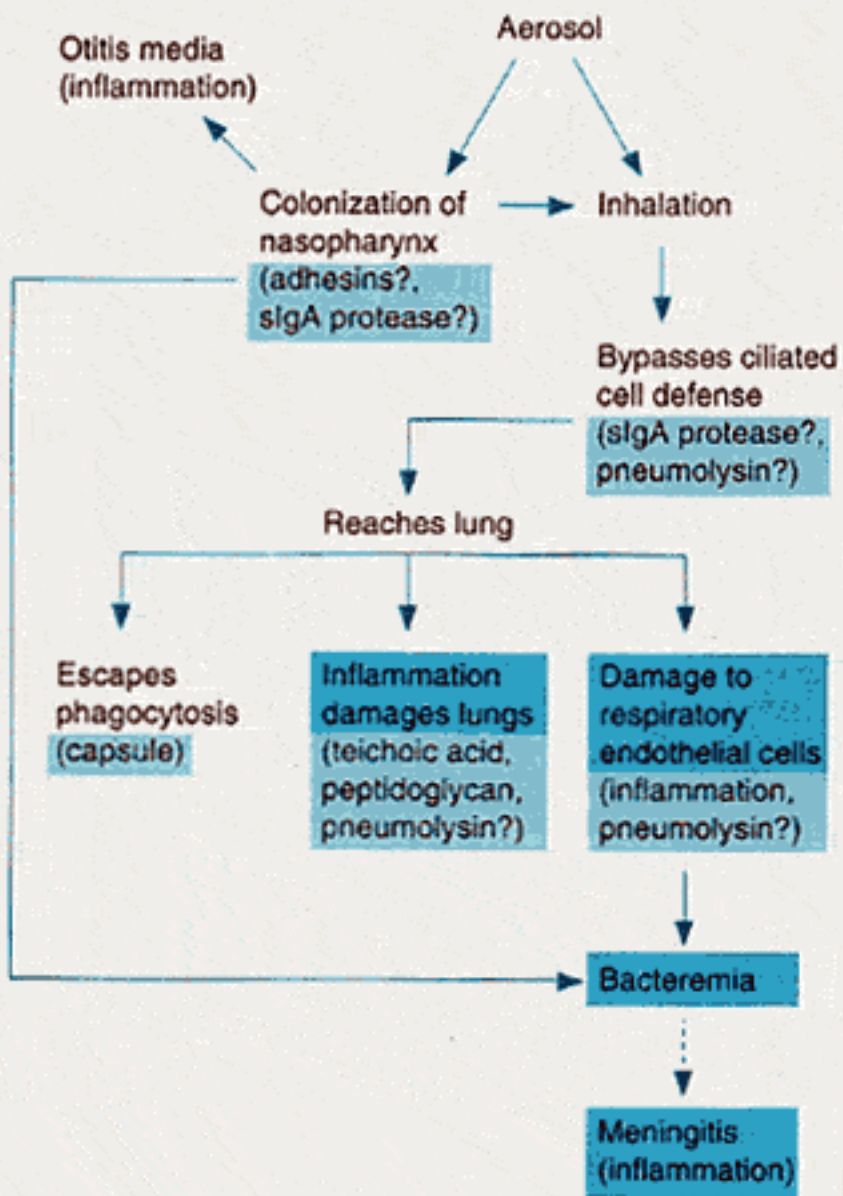 Aerosol
Otitis media
(inflammation)
Colonization of
nasopharynx
(adhesins?,
sIgA protease?)
Inhalation
Bypasses ciliated
cell defense
(sIgA protease?,
pneumolysin?)
Reaches lung
Escapes
phagocytosis
(capsule)
Inflammation
damages lungs
(teichoic acid,
peptidoglycan,
pneumolysin?)
Damage to
respiratory
endothelial cells
(inflammation,
pneumolysin?)
Bacteremia
Meningitis
(inflammation)